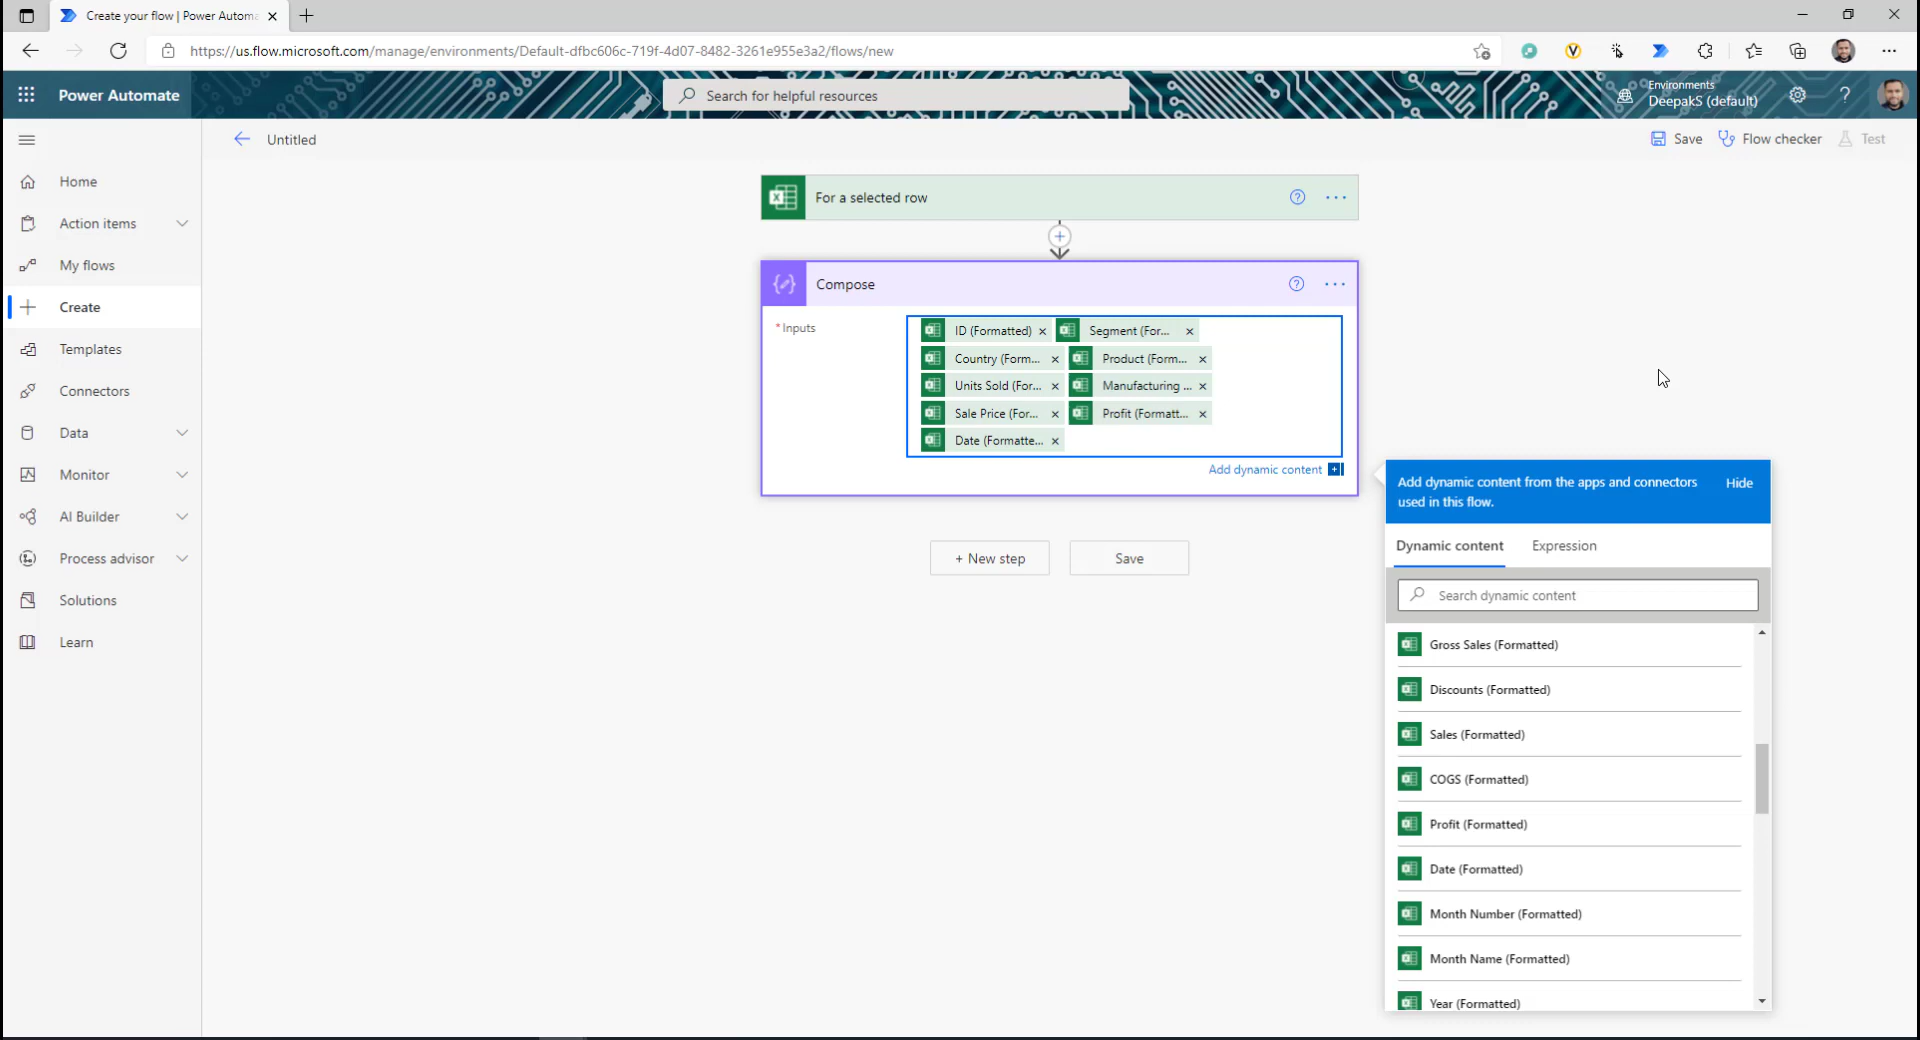 Create your flow | Power Automa
https://us.flow.microsoft.com/manage/environments/Default-dfbc606c-719f-4d07-8482-3261e955e3a2/flows/new
Power Automate
Search for helpful resources
Environments
DeepakS (default)
?
Untitled
Save
Flow checker
Test
Home
Action items
My flows
Create
Templates
Connectors
Data
Monitor
AI Builder
Process advisor
Solutions
Learn
For a selected row
Compose
* Inputs
ID (Formatted) × Segment (For... ×
Country (Form... × Product (Form... ×
Units Sold (For... × Manufacturing ... ×
Sale Price (For... × Profit (Formatt... ×
Date (Formatte... ×
Add dynamic content
+ New step
Save
Add dynamic content from the apps and connectors
used in this flow.
Hide
Dynamic content
Expression
Search dynamic content
Gross Sales (Formatted)
Discounts (Formatted)
Sales (Formatted)
COGS (Formatted)
Profit (Formatted)
Date (Formatted)
Month Number (Formatted)
Month Name (Formatted)
Year (Formatted)